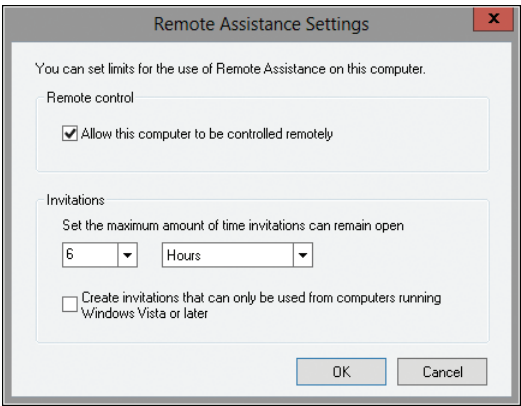 Remote Assistance Settings
x
You can set limits for the use of Remote Assistance on this computer.
Remote control
Allow this computer to be controlled remotely
Invitations
Set the maximum amount of time invitations can remain open
6 Hours
Create invitations that can only be used from computers running
Windows Vista or later
OK Cancel